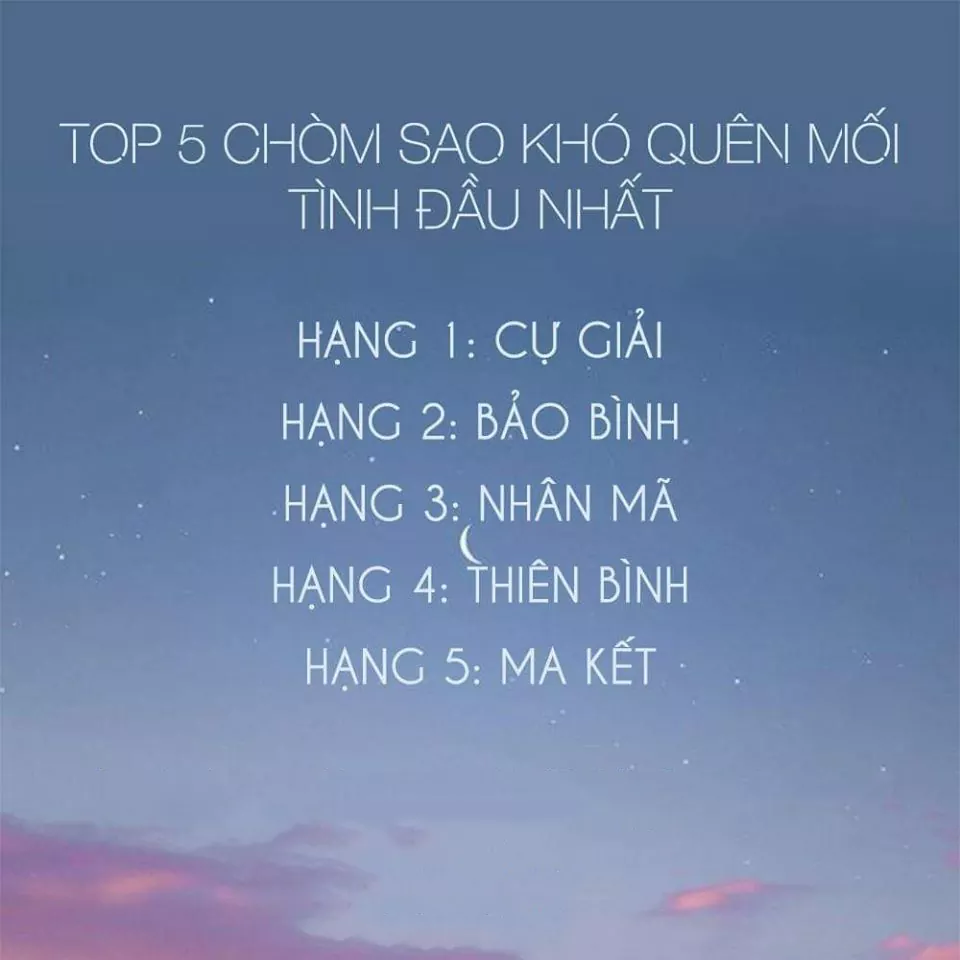 TOP 5 CHÒM SAO KHÓ QUÊN MỐI
TÌNH ĐẦU NHẤT
HẠNG 1: CỰ GIẢI
HẠNG 2: BẢO BÌNH
HẠNG 3: NHÂN MÃ
HẠNG 4: THIÊN BÌNH
HẠNG 5: MA KẾT